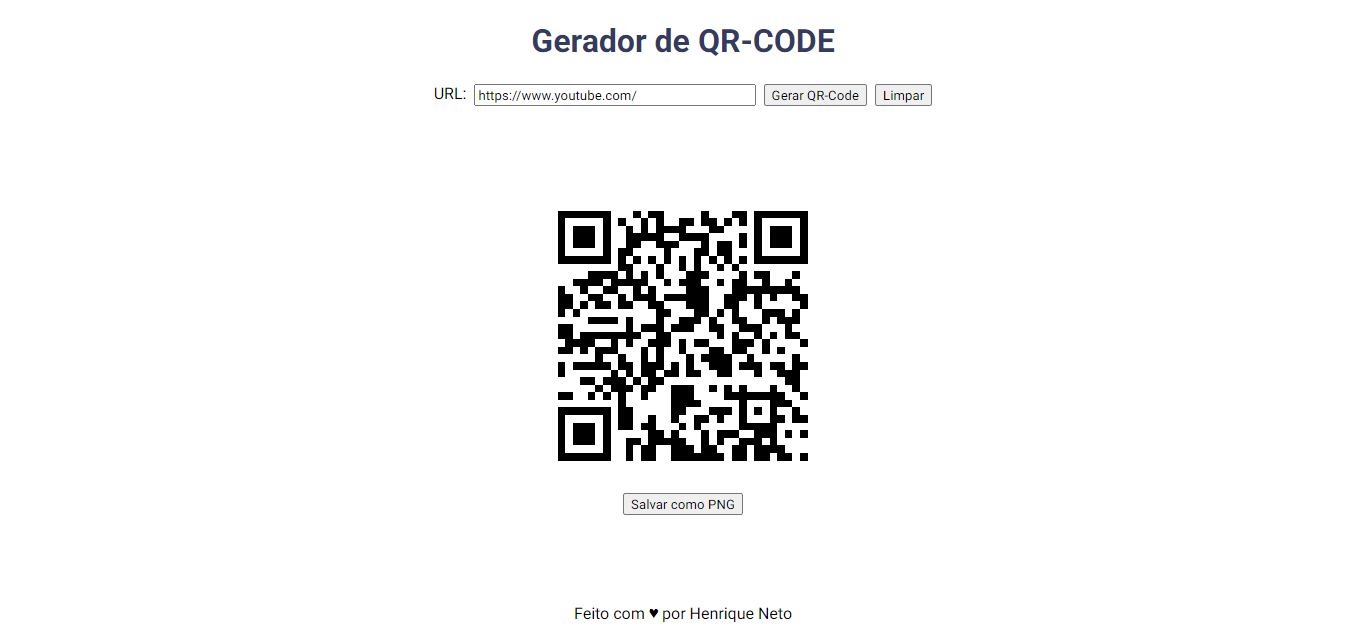 Gerador de QR-CODE
URL: https://www.youtube.com/ Gerar QR-Code Limpar
Salvar como PNG
Feito com ♥ por Henrique Neto